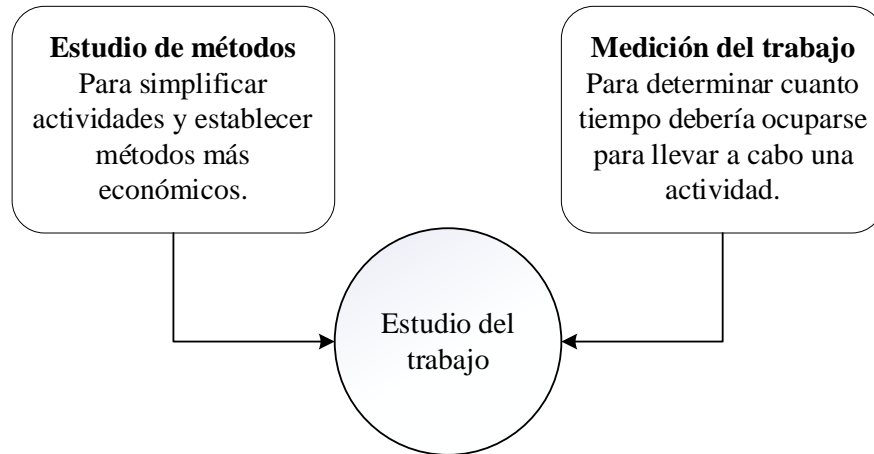 Estudio de métodos
Para simplificar
actividades y establecer
métodos más
económicos.
Medición del trabajo
Para determinar cuanto
tiempo debería ocuparse
para llevar a cabo una
actividad.
Estudio del
trabajo